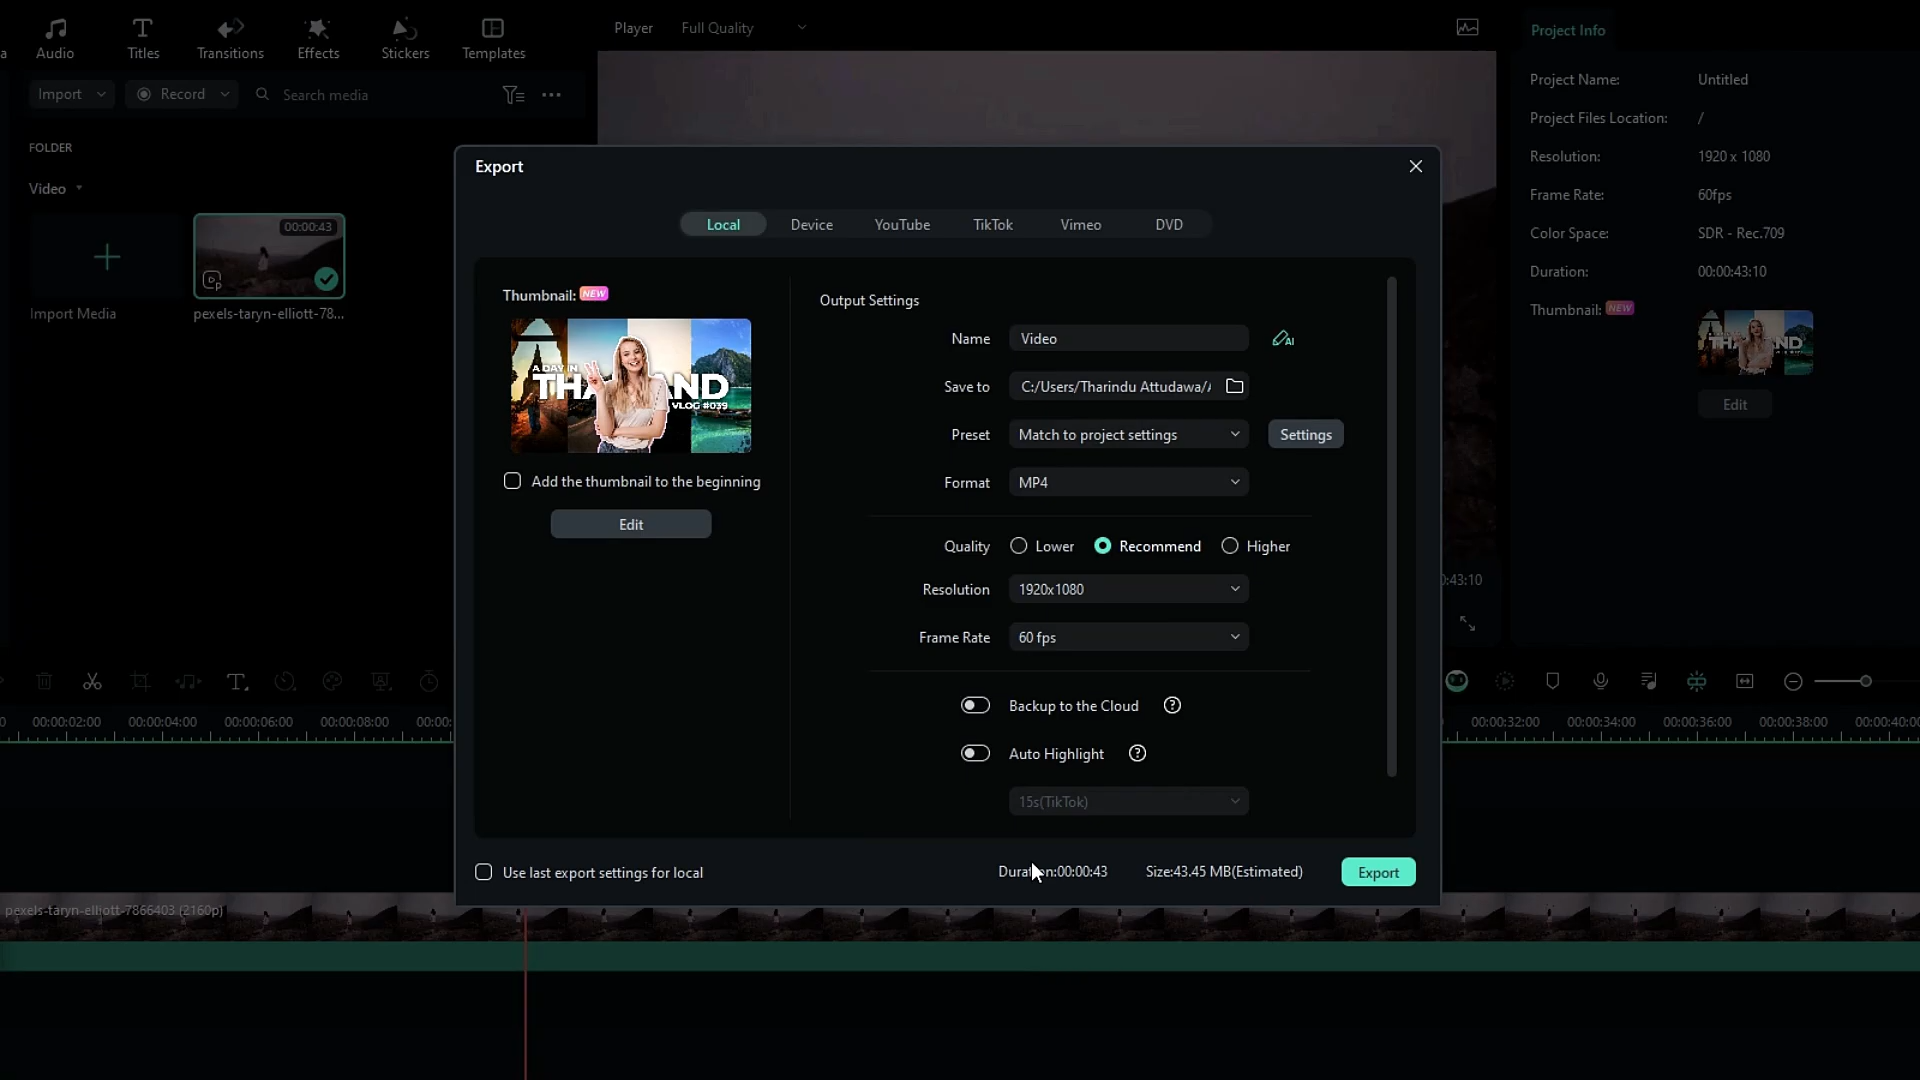 a
Audio
Titles
Transitions
Effects
Stickers
Templates
Player
Full Quality
Project Info
Import
Record
Search media
FOLDER
Video
00:00:43
Import Media
pexels-taryn-elliott-78...
Project Name: Untitled
Project Files Location: /
Resolution: 1920 x 1080
Frame Rate: 60fps
Color Space: SDR - Rec.709
Duration: 00:00:43:10
Thumbnail: NEW
Edit
Export
Local
Device
YouTube
TikTok
Vimeo
DVD
Thumbnail: NEW
A DAY IN
VLOG #039
Add the thumbnail to the beginning
Edit
Output Settings
Name Video
AI
Save to C:/Users/Tharindu Attudawa/
Preset Match to project settings Settings
Format MP4
Quality Lower Recommend Higher
Resolution 1920x1080
Frame Rate 60 fps
Backup to the Cloud ?
Auto Highlight ?
15s(TikTok)
Use last export settings for local
Duration:00:00:43
Size:43.45 MB(Estimated)
Export
:43:10
0 00:00:02:00 00:00:04:00 00:00:06:00 00:00:08:00 00:00:
00:00:32:00 00:00:34:00 00:00:36:00 00:00:38:00 00:00:40:00
pexels-taryn-elliott-7866403 (2160p)